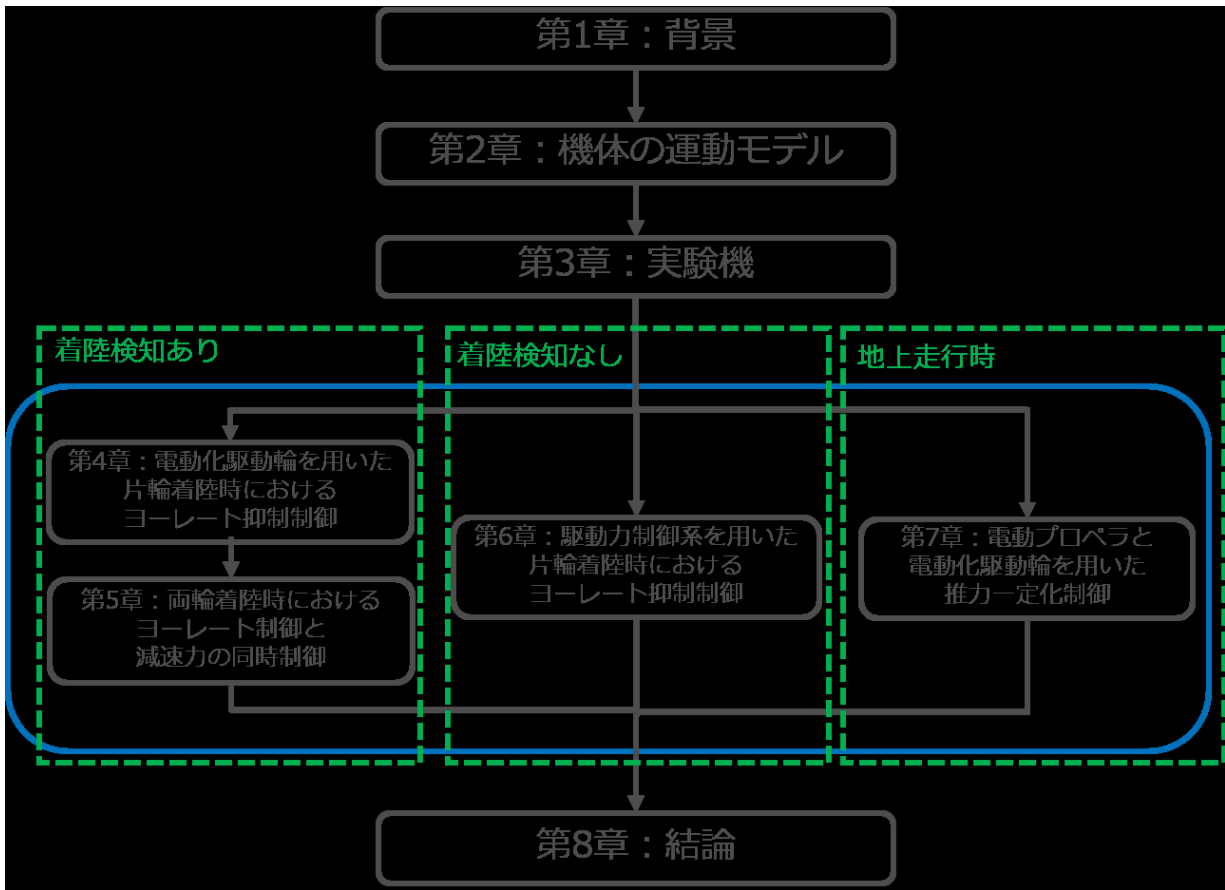 第1章：背景
第2章：機体の運動モデル
第3章：実験機
着陸検知あり
着陸検知なし
地上走行時
第4章：電動化駆動輪を用いた
片輪着陸時における
ヨーレート抑制制御
第5章：両輪着陸時における
ヨーレート制御と
減速力の同時制御
第6章：駆動力制御系を用いた
片輪着陸時における
ヨーレート抑制制御
第7章：電動プロペラと
電動化駆動輪を用いた
推力一定化制御
第8章：結論